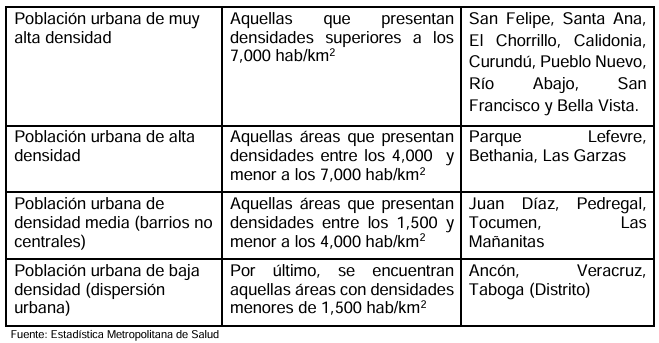 Población urbana de muy
alta densidad
Aquellas que presentan
densidades superiores a los
7,000 hab/km²
San Felipe, Santa Ana,
El Chorrillo, Calidonia,
Curundú, Pueblo Nuevo,
Río Abajo, San
Francisco y Bella Vista.
Población urbana de alta
densidad
Aquellas áreas que presentan
densidades entre los 4,000 y
menor a los 7,000 hab/km²
Parque Lefevre,
Bethania, Las Garzas
Población urbana de
densidad media (barrios no
centrales)
Aquellas áreas que presentan
densidades entre los 1,500 y
menor a los 4,000 hab/km²
Juan Díaz, Pedregal,
Tocumen, Las
Mañanitas
Población urbana de baja
densidad (dispersión
urbana)
Por último, se encuentran
aquellas áreas con densidades
menores de 1,500 hab/km²
Ancón, Veracruz,
Taboga (Distrito)
Fuente: Estadística Metropolitana de Salud